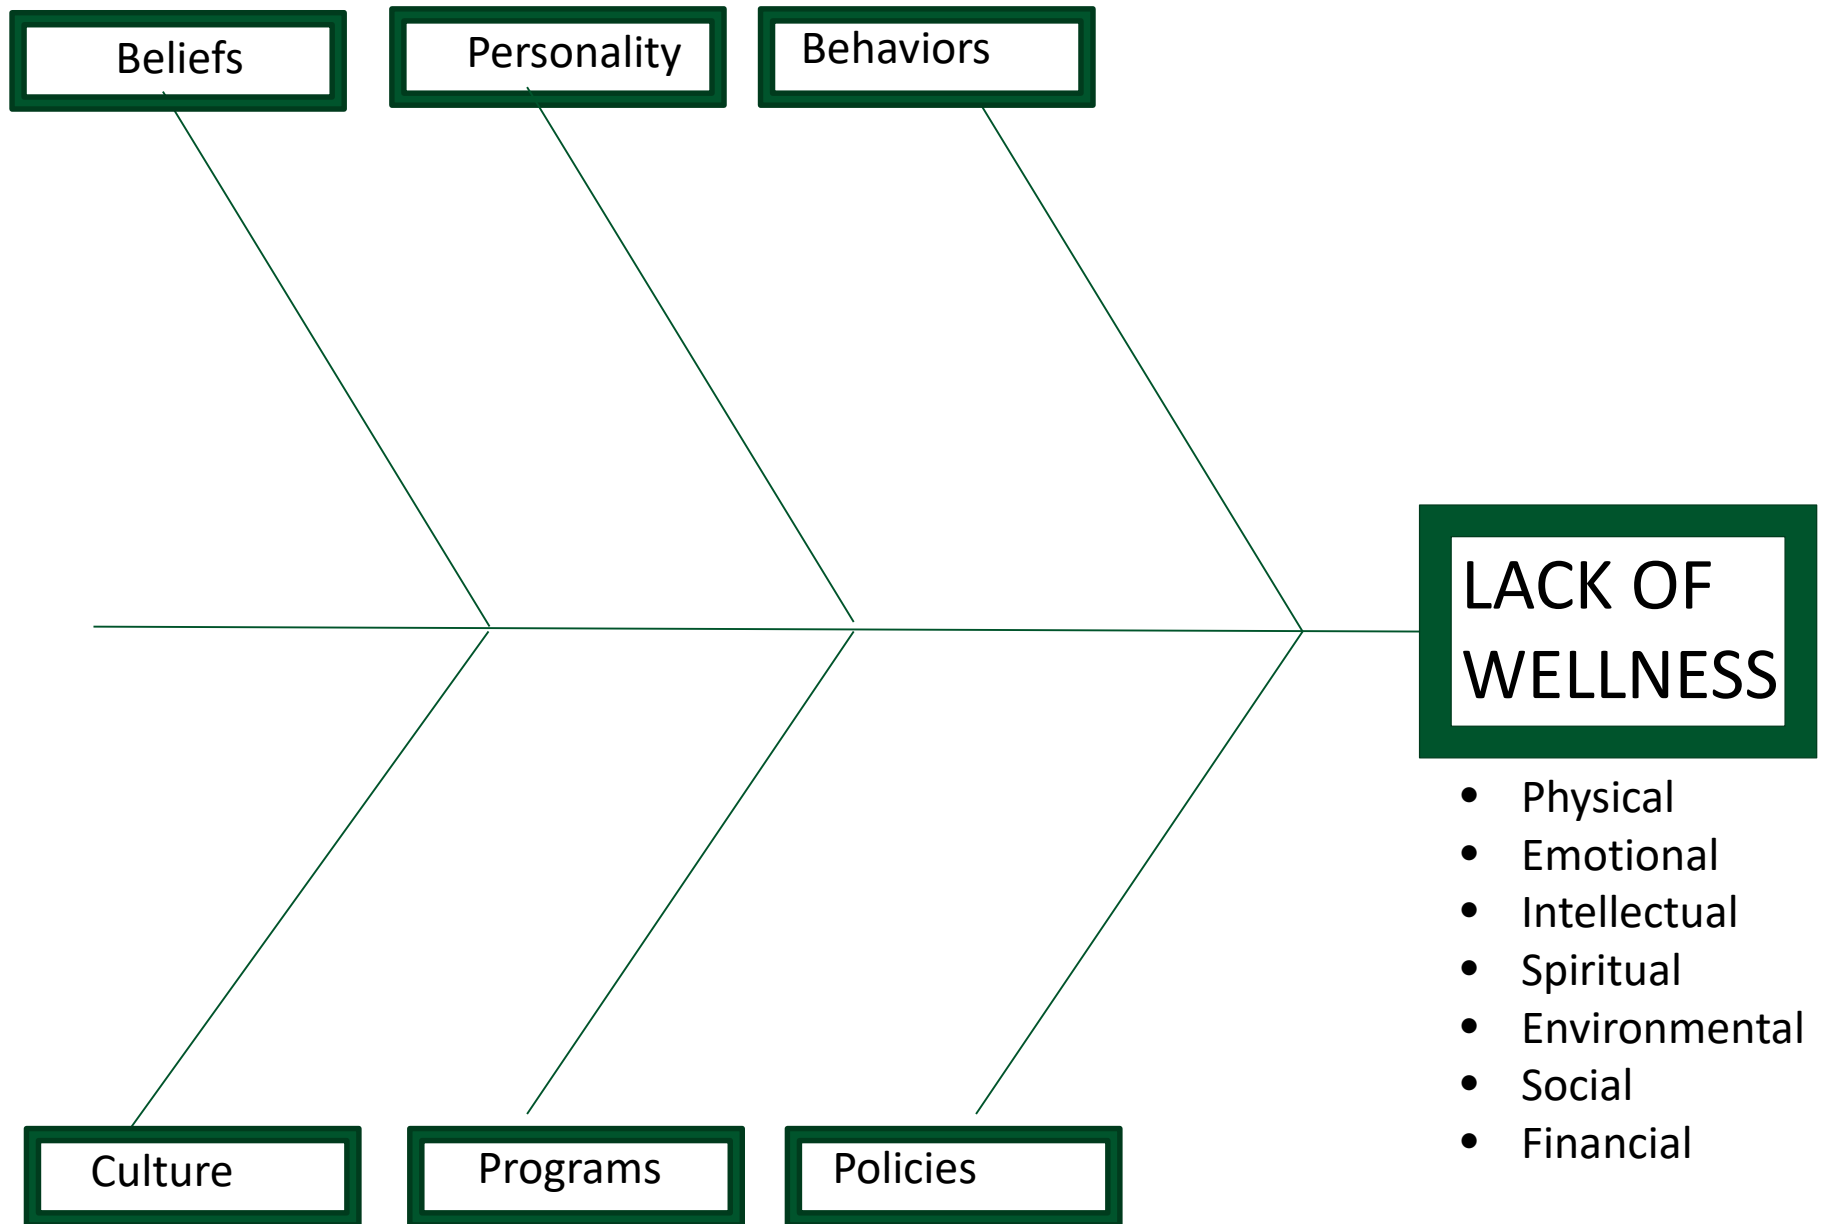 Beliefs
Personality
Behaviors
LACK OF
WELLNESS
• Physical
• Emotional
• Intellectual
• Spiritual
• Environmental
• Social
• Financial
Culture
Programs
Policies